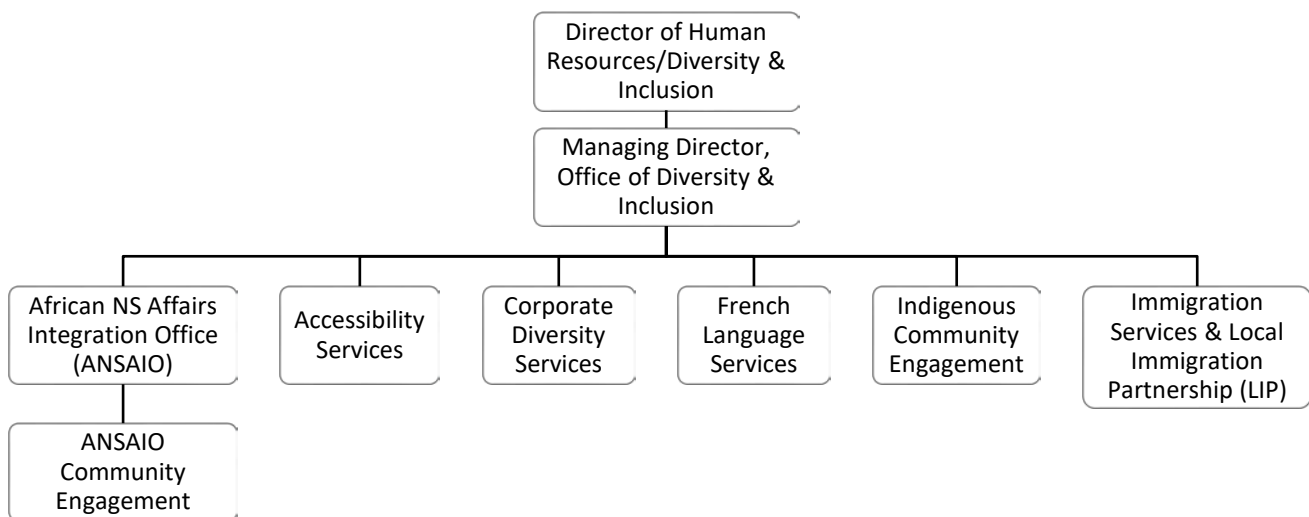 Director of Human
Resources/Diversity &
Inclusion
Managing Director,
Office of Diversity &
Inclusion
African NS Affairs
Integration Office
(ANSAIO)
Accessibility
Services
Corporate
Diversity
Services
French
Language
Services
Indigenous
Community
Engagement
Immigration
Services & Local
Immigration
Partnership (LIP)
ANSAIO
Community
Engagement